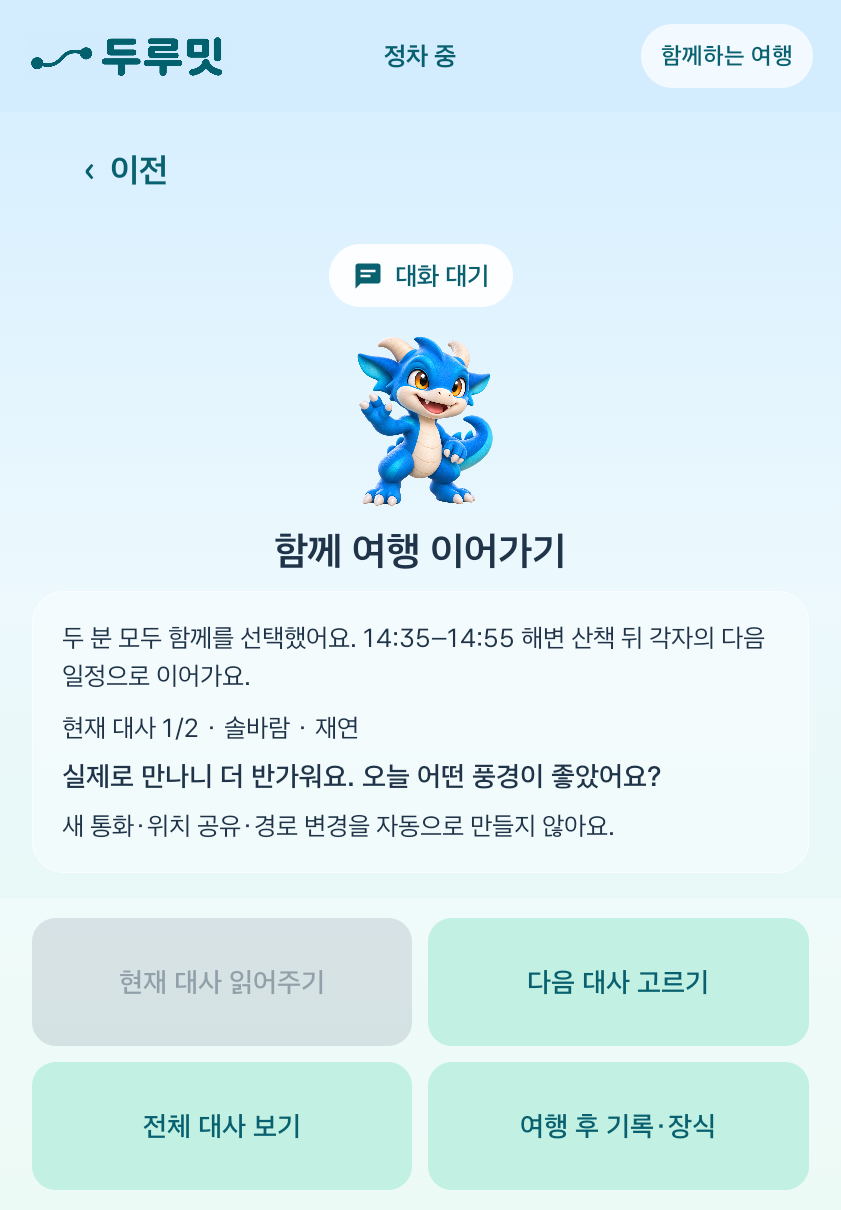 두루밋
정차 중
함께하는 여행
‹ 이전
대화 대기
함께 여행 이어가기
두 분 모두 함께를 선택했어요. 14:35–14:55 해변 산책 뒤 각자의 다음
일정으로 이어가요.
현재 대사 1/2 · 솔바람 · 재연
실제로 만나니 더 반가워요. 오늘 어떤 풍경이 좋았어요?
새 통화·위치 공유·경로 변경을 자동으로 만들지 않아요.
현재 대사 읽어주기
다음 대사 고르기
전체 대사 보기
여행 후 기록·장식